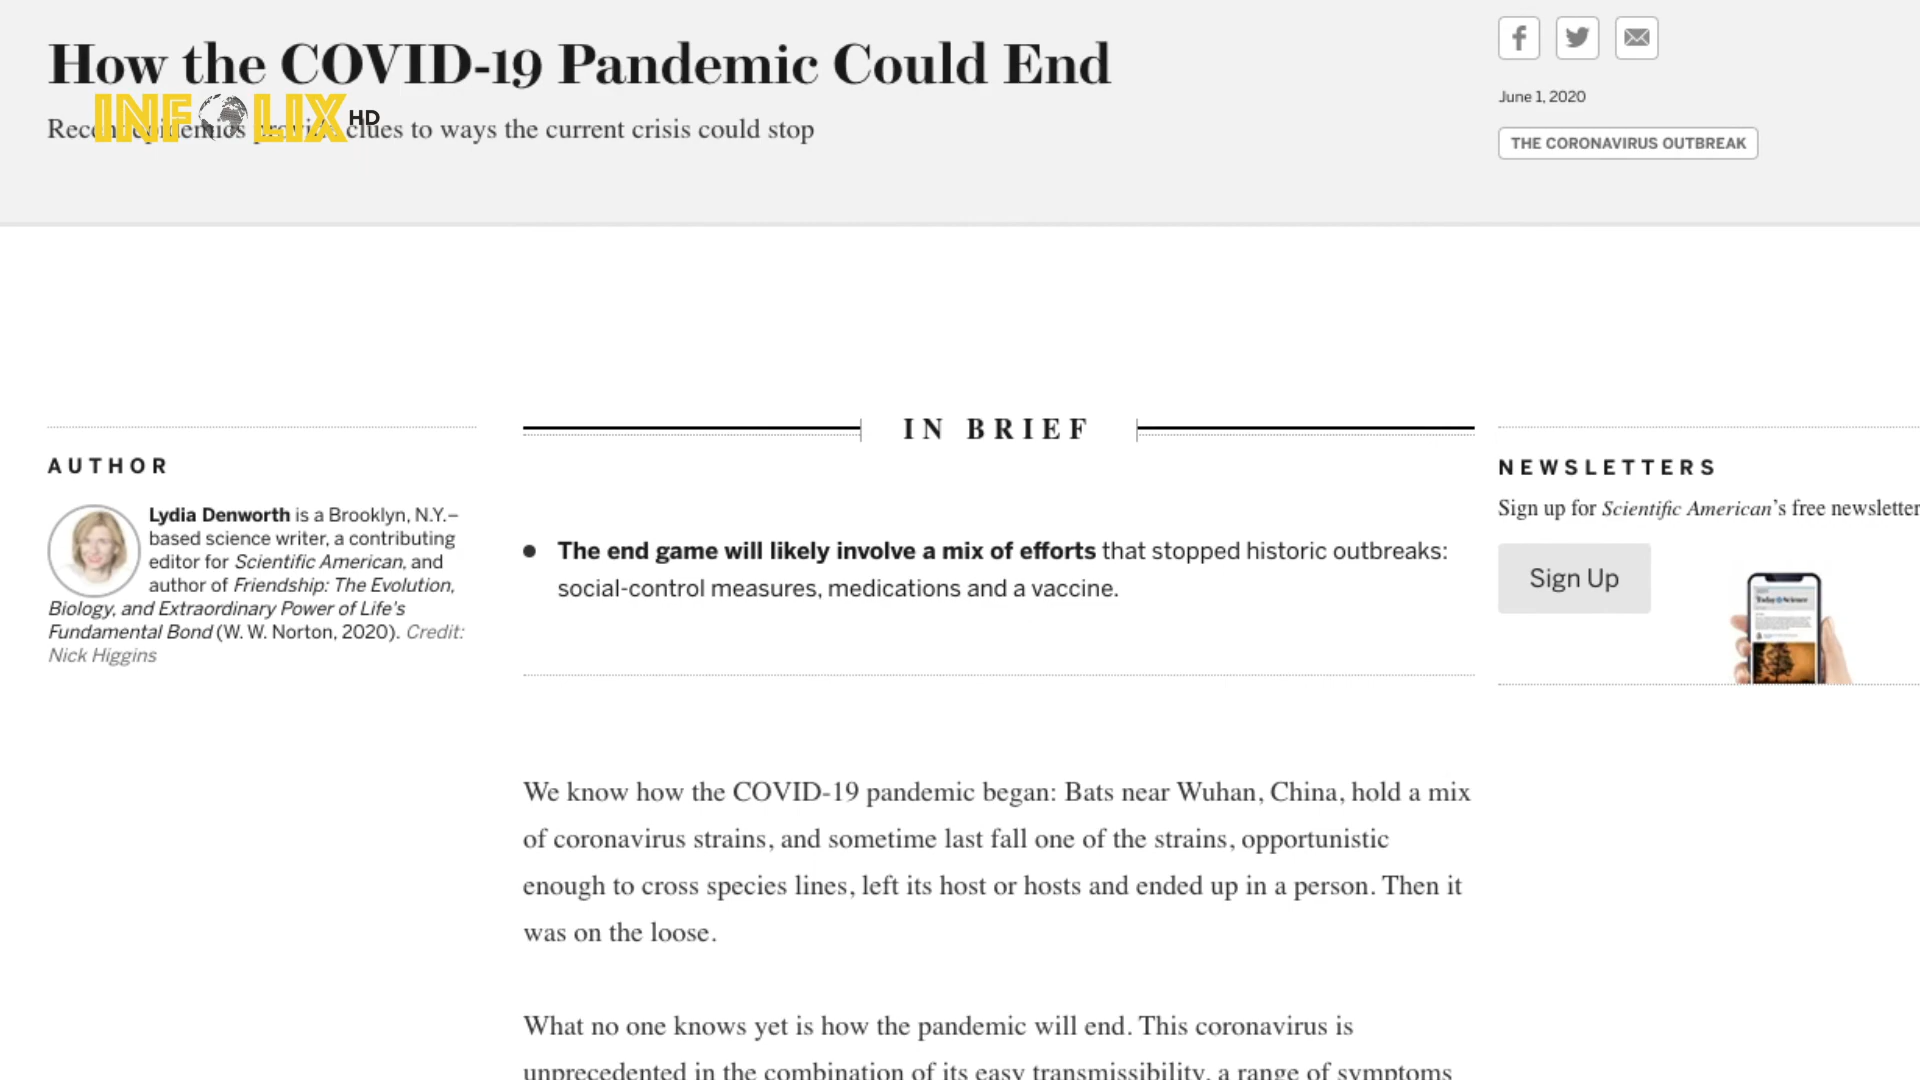 How the COVID-19 Pandemic Could End
INFOLIX HD
Recent epidemics provide clues to ways the current crisis could stop
June 1, 2020
THE CORONAVIRUS OUTBREAK
AUTHOR
Lydia Denworth is a Brooklyn, N.Y.–
based science writer, a contributing
editor for Scientific American, and
author of Friendship: The Evolution,
Biology, and Extraordinary Power of Life's
Fundamental Bond (W. W. Norton, 2020). Credit:
Nick Higgins
IN BRIEF
The end game will likely involve a mix of efforts that stopped historic outbreaks:
social-control measures, medications and a vaccine.
We know how the COVID-19 pandemic began: Bats near Wuhan, China, hold a mix
of coronavirus strains, and sometime last fall one of the strains, opportunistic
enough to cross species lines, left its host or hosts and ended up in a person. Then it
was on the loose.
What no one knows yet is how the pandemic will end. This coronavirus is
unprecedented in the combination of its easy transmissibility, a range of symptoms
NEWSLETTERS
Sign up for Scientific American's free newsletter
Sign Up